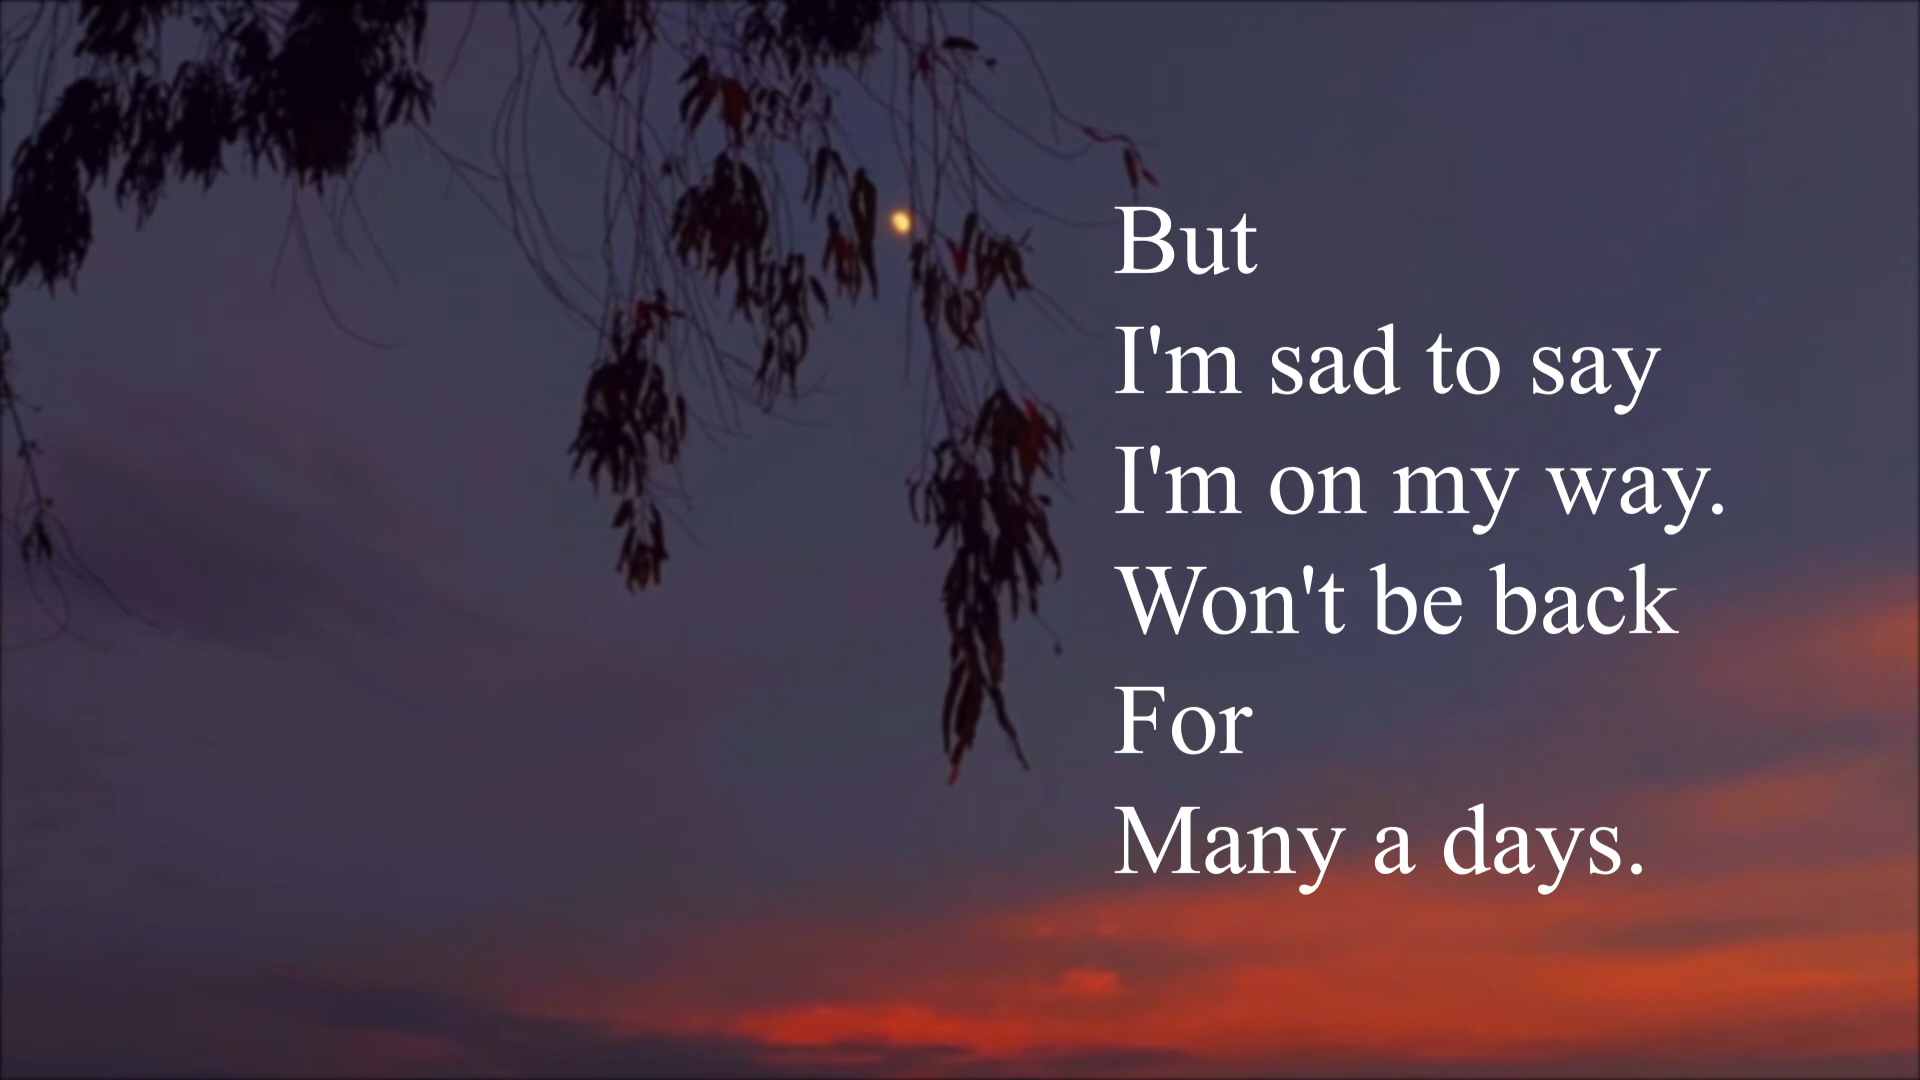 But
I'm sad to say
I'm on my way.
Won't be back
For
Many a days.